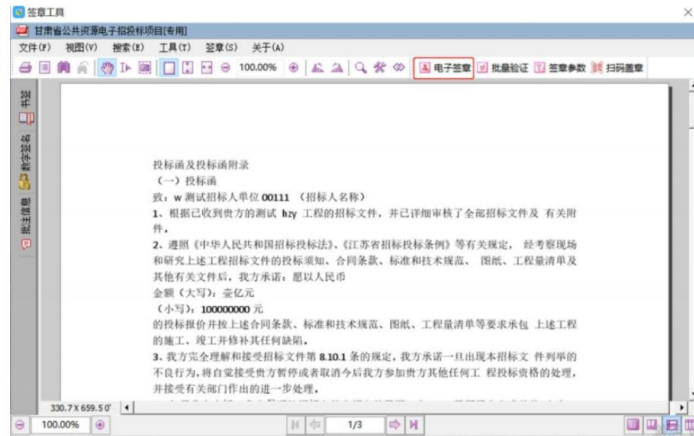 签章工具
甘肃省公共资源电子招投标项目[专用]
文件(F) 视图(V) 搜索(E) 工具(T) 签章(S) 关于(A)
100.00% 电子签章 批量验证 签章参数 扫码盖章
书签
数字签名
批注信息
投标函及投标函附录
（一）投标函
致：w 测试招标人单位 00111 （招标人名称）
1、根据已收到贵方的测试 hzy 工程的招标文件，并已详细审核了全部招标文件及 有关附
件。
2、遵照《中华人民共和国招标投标法》、《江苏省招标投标条例》等有关规定， 经考察现场
和研究上述工程招标文件的投标须知、合同条款、标准和技术规范、 图纸、工程量清单及
其他有关文件后，我方承诺：愿以人民币
金额（大写）：壹亿元
（小写）：100000000 元
的投标报价并按上述合同条款、标准和技术规范、图纸、工程量清单等要求承包 上述工程
的施工、竣工并修补其任何缺陷。
3、我方完全理解和接受招标文件第 8.10.1 条的规定，我方承诺一旦出现本招标文 件列举的
不良行为，将自觉接受贵方暂停或者取消今后我方参加贵方其他任何工 程投标资格的处理，
并接受有关部门作出的进一步处理。
330.7 X 659.5 0'
100.00% 1/3